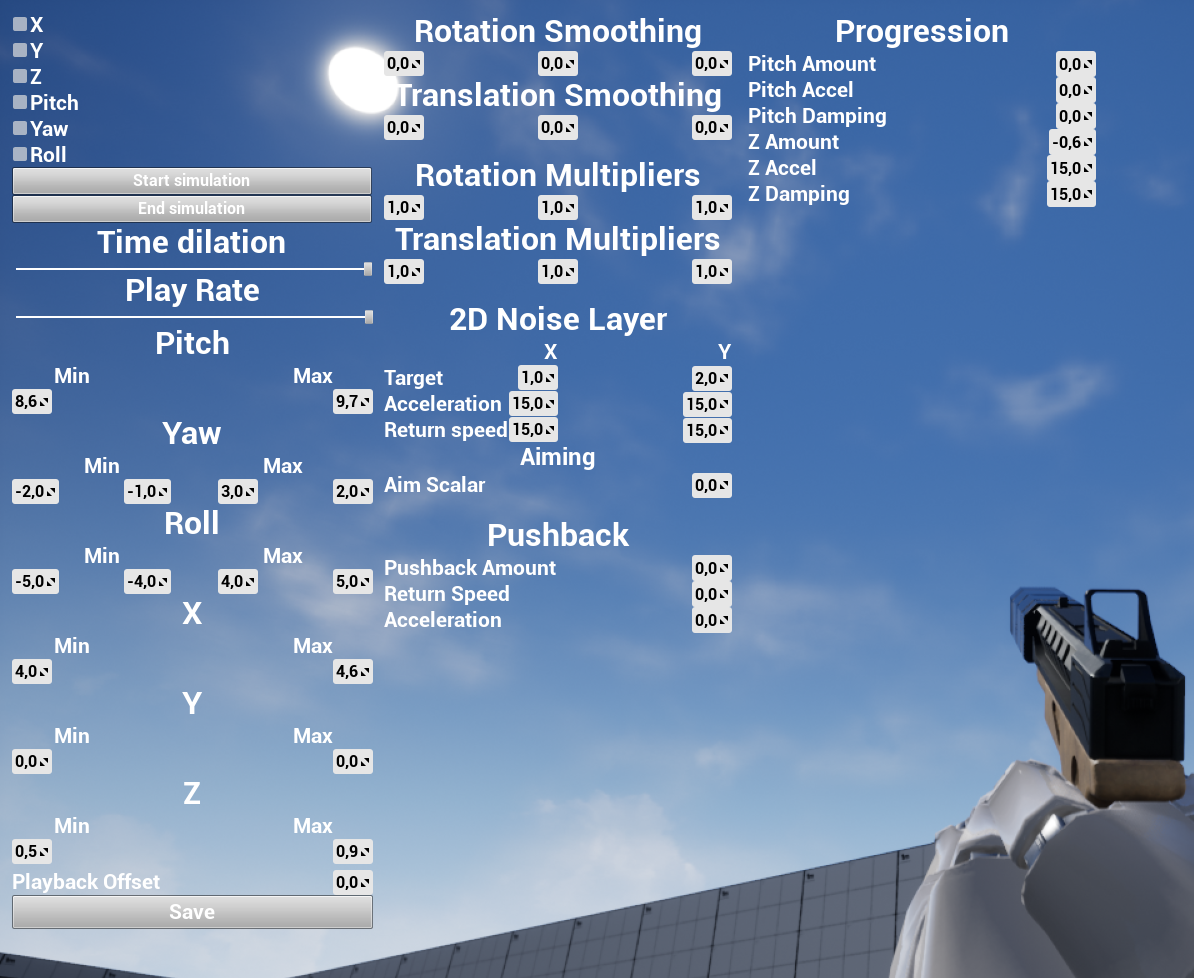 X
Y
Z
Pitch
Yaw
Roll
Start simulation
End simulation
Time dilation
Play Rate
Pitch
Min Max
8,6 9,7
Yaw
Min Max
-2,0 -1,0 3,0 2,0
Roll
Min Max
-5,0 -4,0 4,0 5,0
X
Min Max
4,0 4,6
Y
Min Max
0,0 0,0
Z
Min Max
0,5 0,9
Playback Offset 0,0
Save
Rotation Smoothing
0,0 0,0 0,0
Translation Smoothing
0,0 0,0 0,0
Rotation Multipliers
1,0 1,0 1,0
Translation Multipliers
1,0 1,0 1,0
2D Noise Layer
X Y
Target 1,0 2,0
Acceleration 15,0 15,0
Return speed 15,0 15,0
Aiming
Aim Scalar 0,0
Pushback
Pushback Amount 0,0
Return Speed 0,0
Acceleration 0,0
Progression
Pitch Amount 0,0
Pitch Accel 0,0
Pitch Damping 0,0
Z Amount -0,6
Z Accel 15,0
Z Damping 15,0